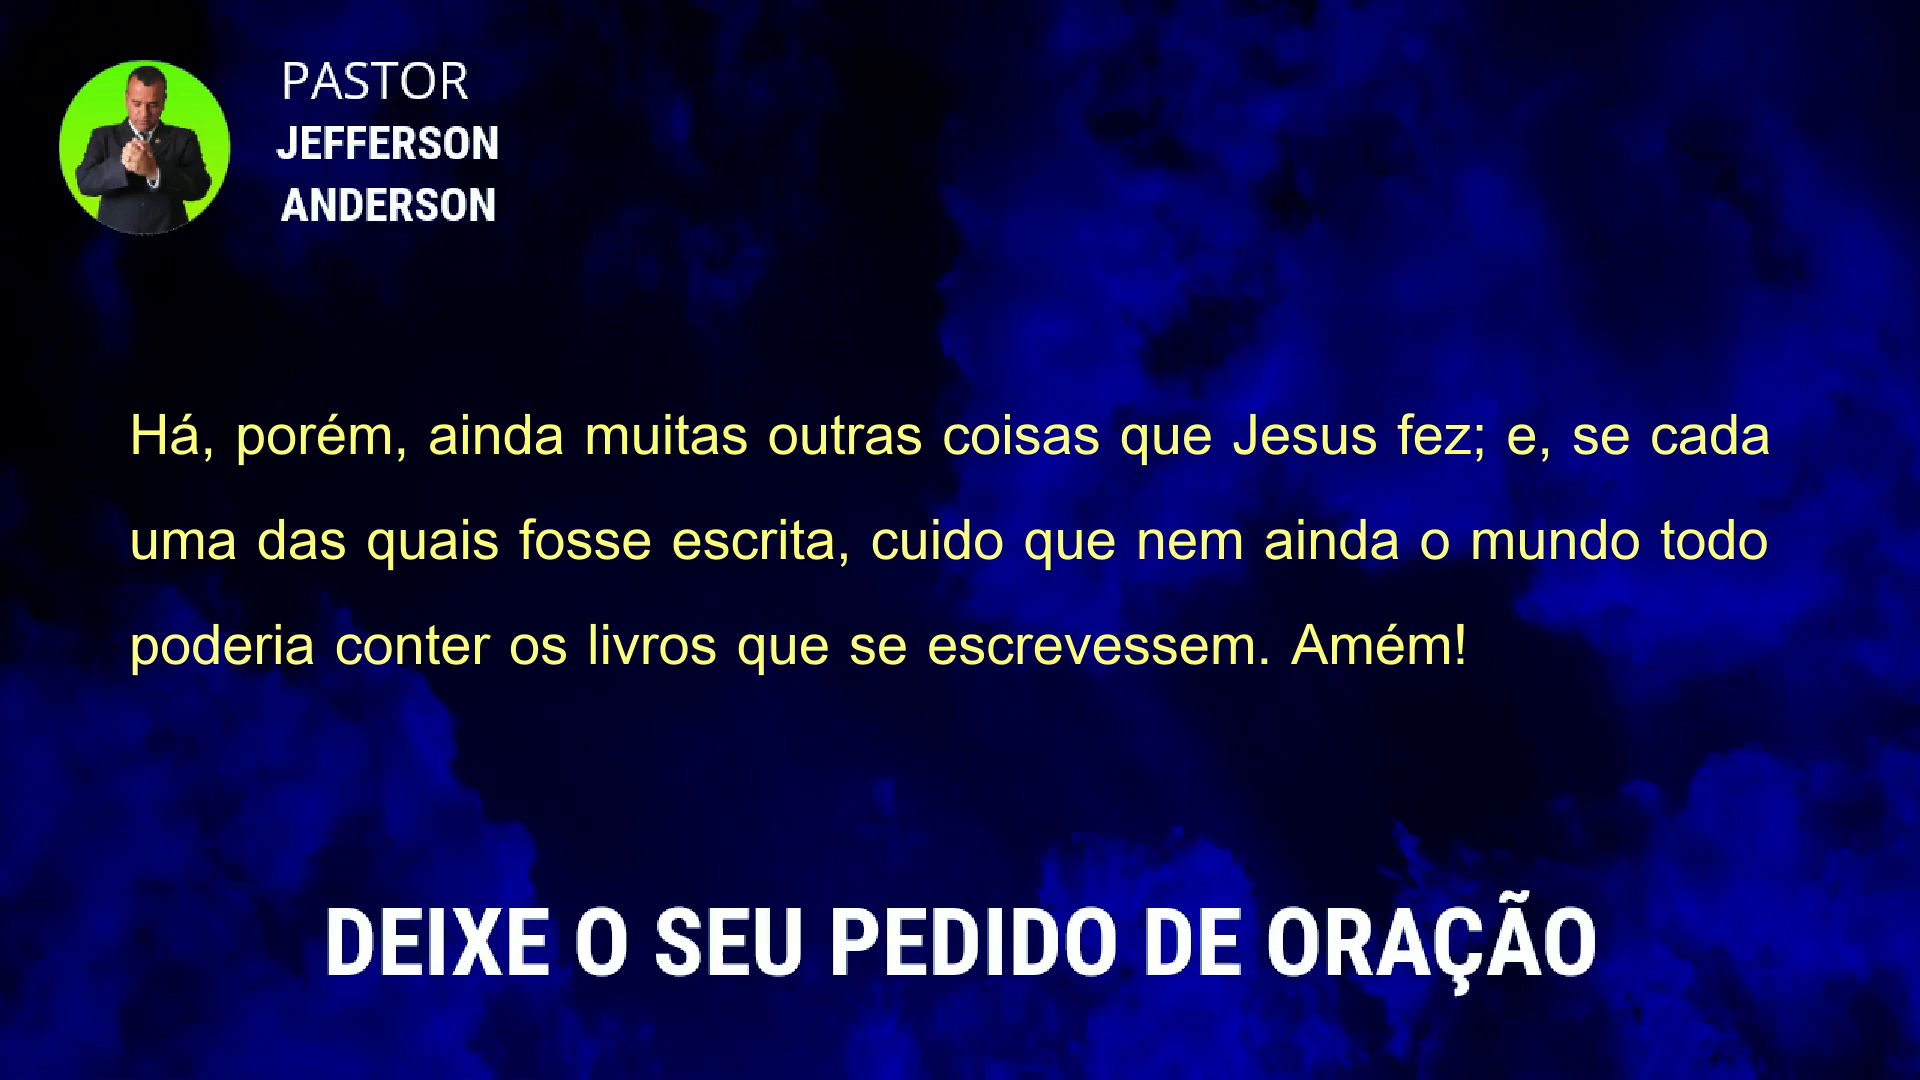 PASTOR
JEFFERSON
ANDERSON
Há, porém, ainda muitas outras coisas que Jesus fez; e, se cada
uma das quais fosse escrita, cuido que nem ainda o mundo todo
poderia conter os livros que se escrevessem. Amém!
DEIXE O SEU PEDIDO DE ORAÇÃO